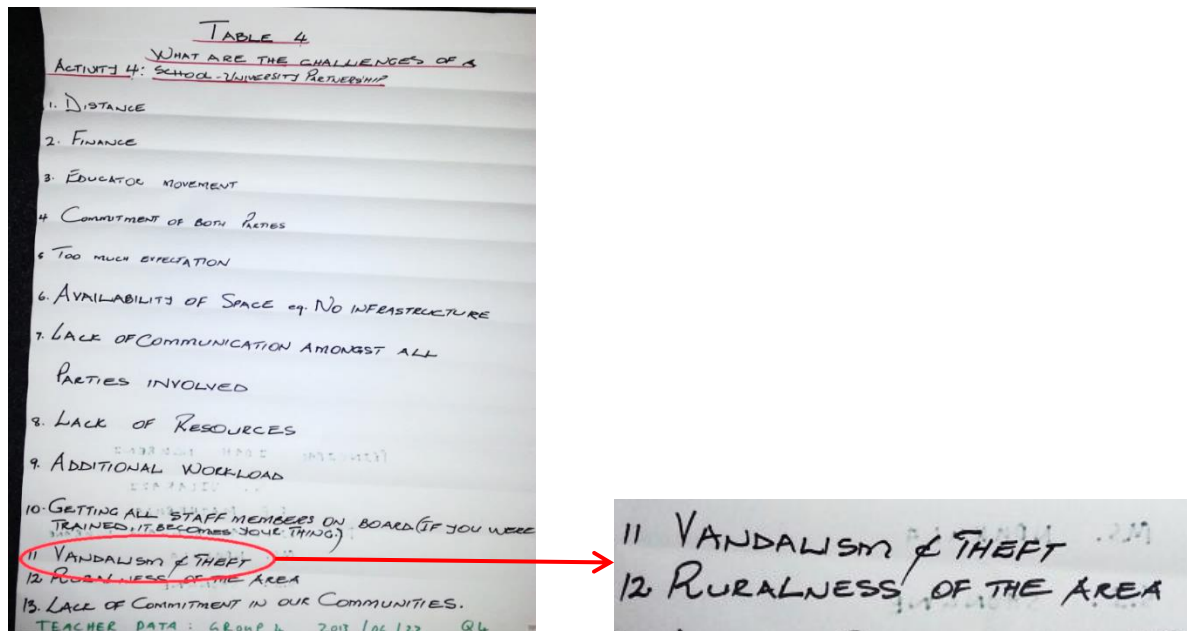 TABLE 4
WHAT ARE THE CHALLENGES OF A
ACTIVITY 4: SCHOOL-UNIVERSITY PARTNERSHIP
1. DISTANCE
2. FINANCE
3. EDUCATOR MOVEMENT
4 COMMITMENT OF BOTH PARTIES
5 TOO MUCH EXPECTATION
6. AVAILABILITY OF SPACE eg. NO INFRASTRUCTURE
7. LACK OF COMMUNICATION AMONGST ALL
PARTIES INVOLVED
8. LACK OF RESOURCES
9. ADDITIONAL WORKLOAD
10. GETTING ALL STAFF MEMBERS ON BOARD (IF YOU WERE
TRAINED, IT BECOMES YOUR THING.)
11 VANDALISM & THEFT
12 RURALNESS OF THE AREA
13. LACK OF COMMITMENT IN OUR COMMUNITIES.
TEACHER DATA: GROUP 4 2013/06/22 Q4
11 VANDALISM & THEFT
12 RURALNESS OF THE AREA